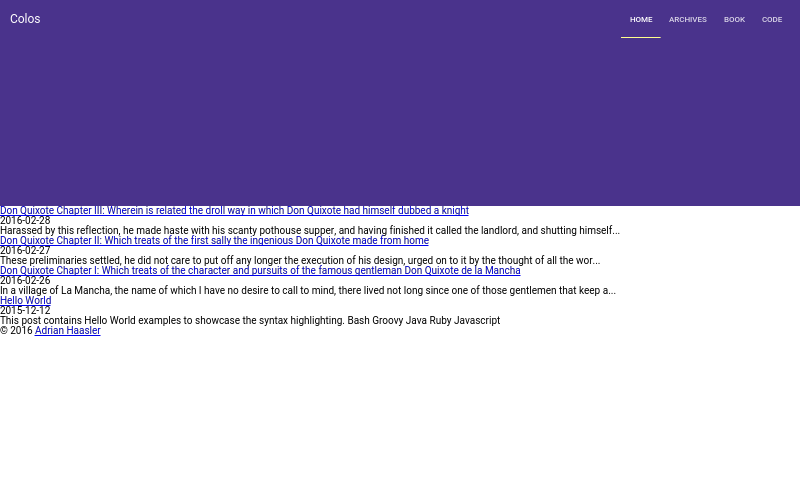 Colos
HOME ARCHIVES BOOK CODE
Don Quixote Chapter III: Wherein is related the droll way in which Don Quixote had himself dubbed a knight
2016-02-28
Harassed by this reflection, he made haste with his scanty pothouse supper, and having finished it called the landlord, and shutting himself...
Don Quixote Chapter II: Which treats of the first sally the ingenious Don Quixote made from home
2016-02-27
These preliminaries settled, he did not care to put off any longer the execution of his design, urged on to it by the thought of all the wor...
Don Quixote Chapter I: Which treats of the character and pursuits of the famous gentleman Don Quixote de la Mancha
2016-02-26
In a village of La Mancha, the name of which I have no desire to call to mind, there lived not long since one of those gentlemen that keep a...
Hello World
2015-12-12
This post contains Hello World examples to showcase the syntax highlighting. Bash Groovy Java Ruby Javascript
© 2016 Adrian Haasler